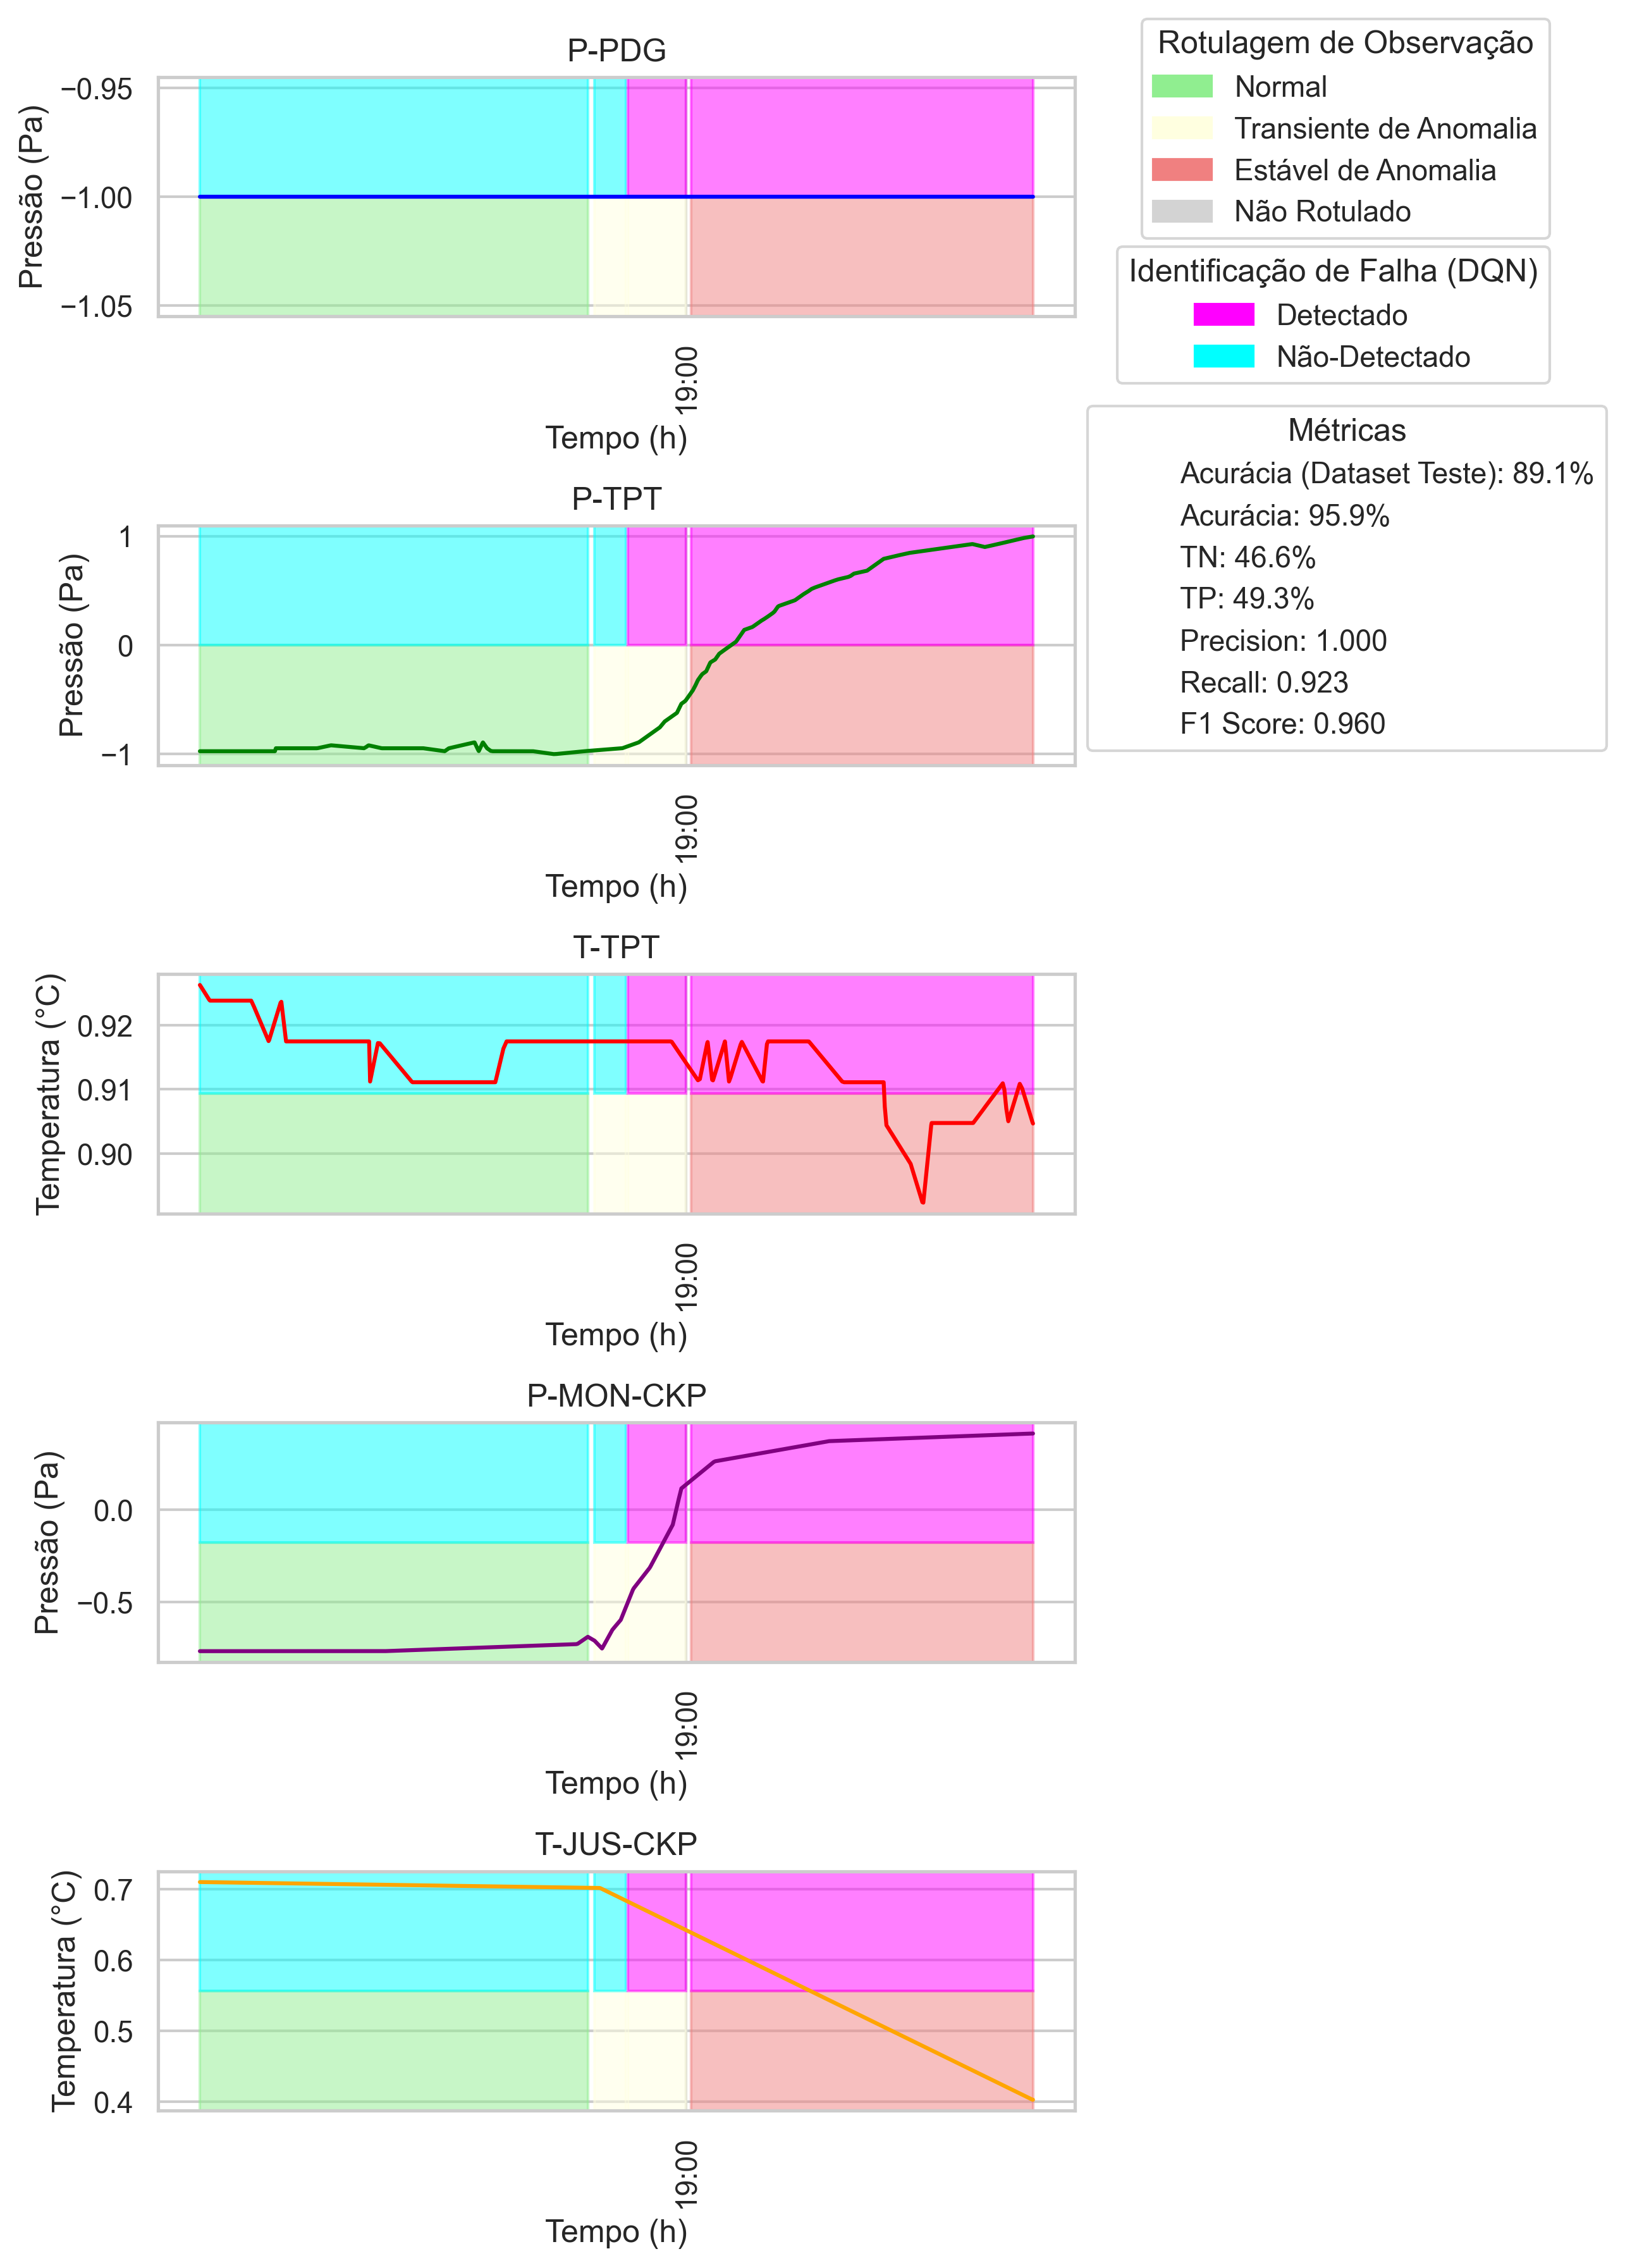 P-PDG
Pressão (Pa)
−0.95
−1.00
−1.05
19:00
Tempo (h)
Rotulagem de Observação
Normal
Transiente de Anomalia
Estável de Anomalia
Não Rotulado
Identificação de Falha (DQN)
Detectado
Não-Detectado
Métricas
Acurácia (Dataset Teste): 89.1%
Acurácia: 95.9%
TN: 46.6%
TP: 49.3%
Precision: 1.000
Recall: 0.923
F1 Score: 0.960
P-TPT
Pressão (Pa)
1
0
−1
19:00
Tempo (h)
T-TPT
Temperatura (°C)
0.92
0.91
0.90
19:00
Tempo (h)
P-MON-CKP
Pressão (Pa)
0.0
−0.5
19:00
Tempo (h)
T-JUS-CKP
Temperatura (°C)
0.7
0.6
0.5
0.4
19:00
Tempo (h)